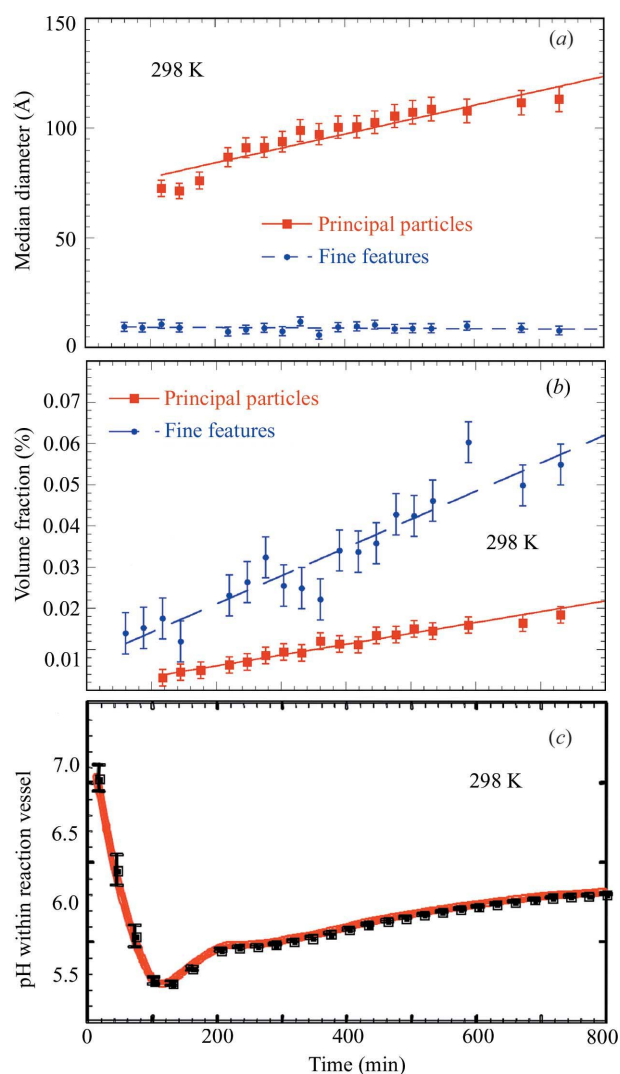 150
(a)
298 K
100
Median diameter (Å)
50
Principal particles
Fine features
0
(b)
0.07
Principal particles
0.06
Fine features
0.05
Volume fraction (%)
0.04
298 K
0.03
0.02
0.01
(c)
7.0
298 K
6.5
pH within reaction vessel
6.0
5.5
0 200 400 600 800
Time (min)